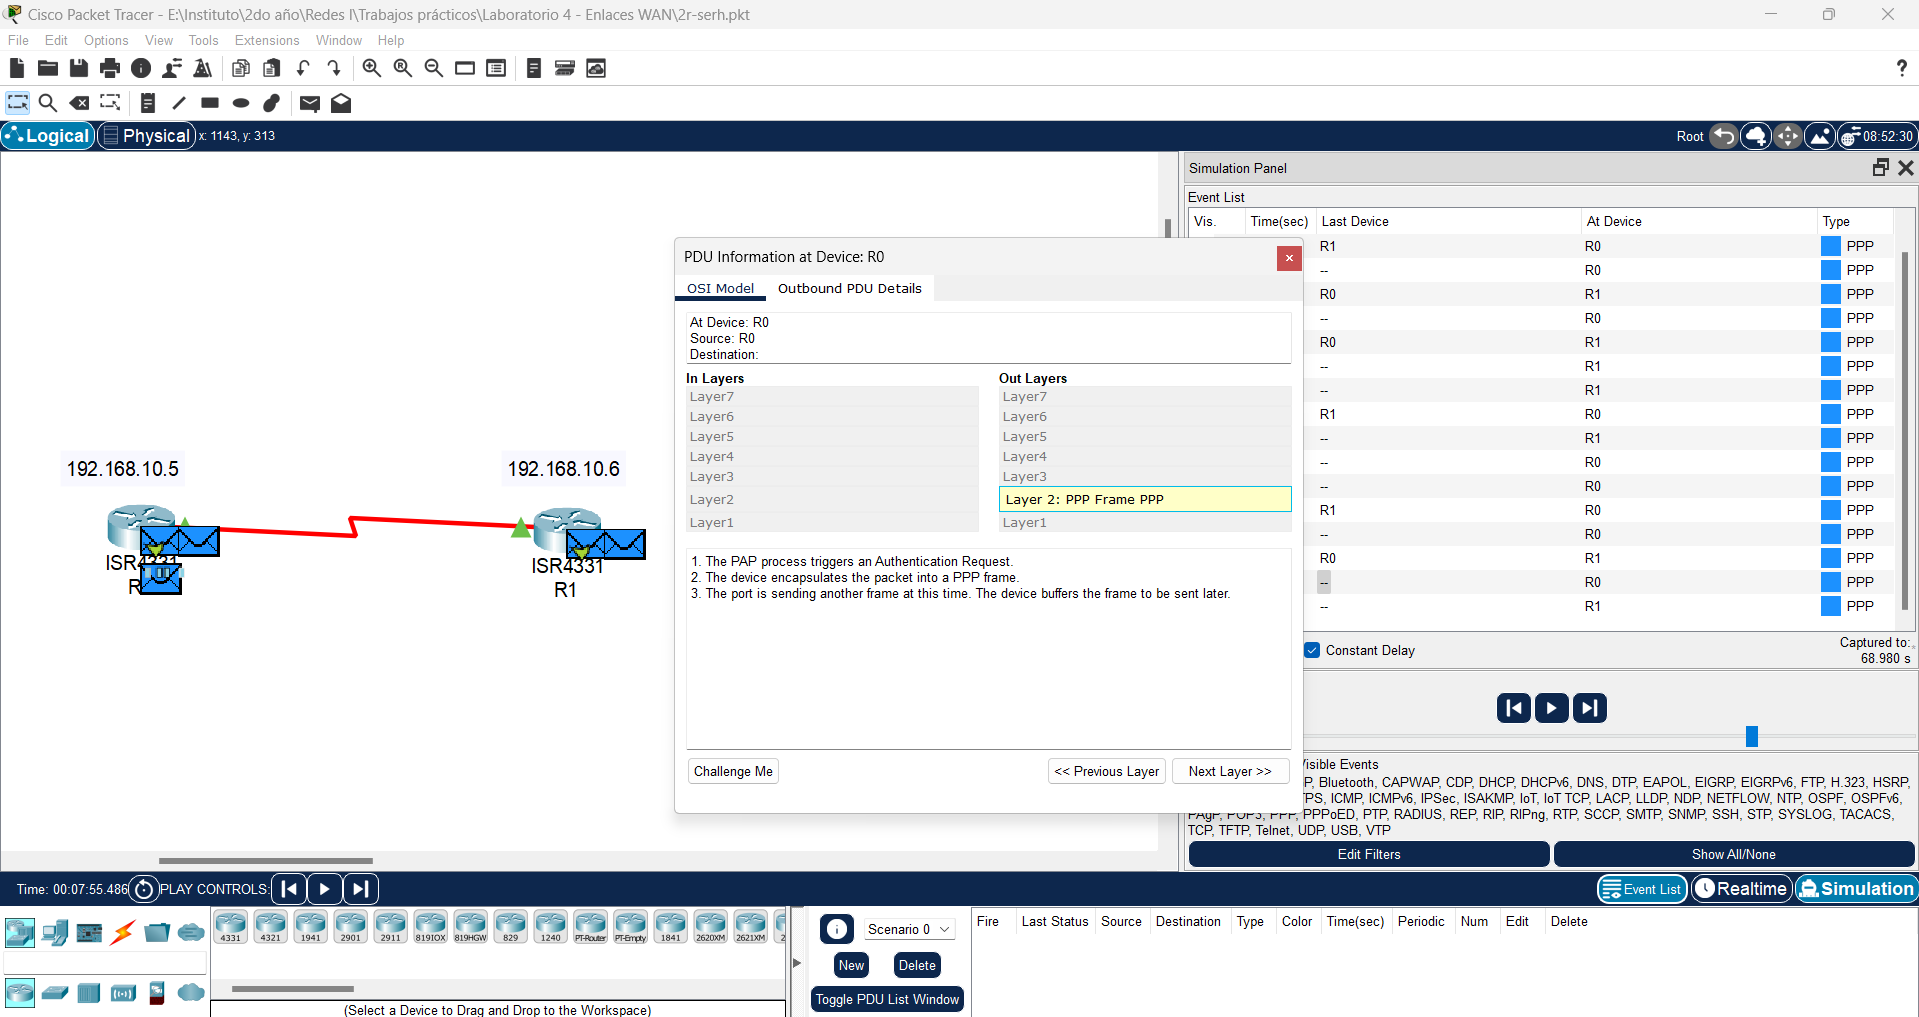 Cisco Packet Tracer - E:\Instituto\2do año\Redes I\Trabajos prácticos\Laboratorio 4 - Enlaces WAN\2r-serh.pkt
File Edit Options View Tools Extensions Window Help
?
Logical Physical x: 1143, y: 313
Root 08:52:30
Simulation Panel
Event List
Vis. Time(sec) Last Device At Device Type
R1 R0 PPP
-- R0 PPP
R0 R1 PPP
-- R0 PPP
R0 R1 PPP
-- R1 PPP
-- R1 PPP
R1 R0 PPP
-- R1 PPP
-- R0 PPP
-- R0 PPP
R1 R0 PPP
-- R0 PPP
R0 R1 PPP
-- R0 PPP
-- R1 PPP
Constant Delay
Captured to:
68.980 s
PDU Information at Device: R0
OSI Model Outbound PDU Details
At Device: R0
Source: R0
Destination:
In Layers Out Layers
Layer7 Layer7
Layer6 Layer6
Layer5 Layer5
Layer4 Layer4
Layer3 Layer3
Layer2 Layer 2: PPP Frame PPP
Layer1 Layer1
1. The PAP process triggers an Authentication Request.
2. The device encapsulates the packet into a PPP frame.
3. The port is sending another frame at this time. The device buffers the frame to be sent later.
Challenge Me << Previous Layer Next Layer >>
192.168.10.5
192.168.10.6
ISR4331
ISR4331
R1
Visible Events
P, Bluetooth, CAPWAP, CDP, DHCP, DHCPv6, DNS, DTP, EAPOL, EIGRP, EIGRPv6, FTP, H.323, HSRP,
PS, ICMP, ICMPv6, IPSec, ISAKMP, IoT, IoT TCP, LACP, LLDP, NDP, NETFLOW, NTP, OSPF, OSPFv6,
PAgP, POP3, PPP, PPPoED, PTP, RADIUS, REP, RIP, RIPng, RTP, SCCP, SMTP, SNMP, SSH, STP, SYSLOG, TACACS,
TCP, TFTP, Telnet, UDP, USB, VTP
Edit Filters Show All/None
Time: 00:07:55.486 PLAY CONTROLS:
Event List Realtime Simulation
4331 4321 1941 2901 2911 819IOX 819HGW 829 1240 PT-Router PT-Empty 1841 2620XM 2621XM 2
(Select a Device to Drag and Drop to the Workspace)
Scenario 0
New Delete
Toggle PDU List Window
Fire Last Status Source Destination Type Color Time(sec) Periodic Num Edit Delete